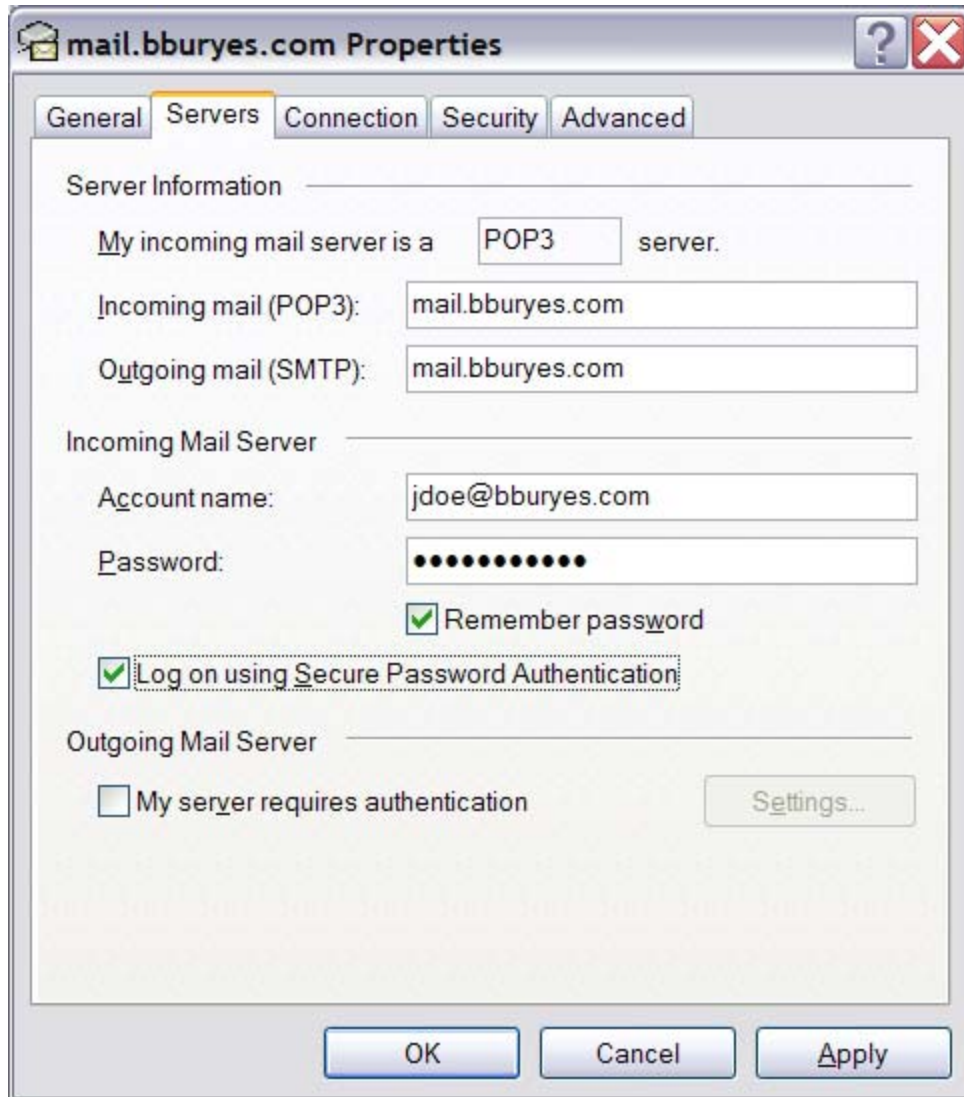 mail.bburyes.com Properties
General Servers Connection Security Advanced
Server Information
My incoming mail server is a POP3 server.
Incoming mail (POP3): mail.bburyes.com
Outgoing mail (SMTP): mail.bburyes.com
Incoming Mail Server
Account name: jdoe@bburyes.com
Password: •••••••••••
Remember password
Log on using Secure Password Authentication
Outgoing Mail Server
My server requires authentication Settings...
OK Cancel Apply